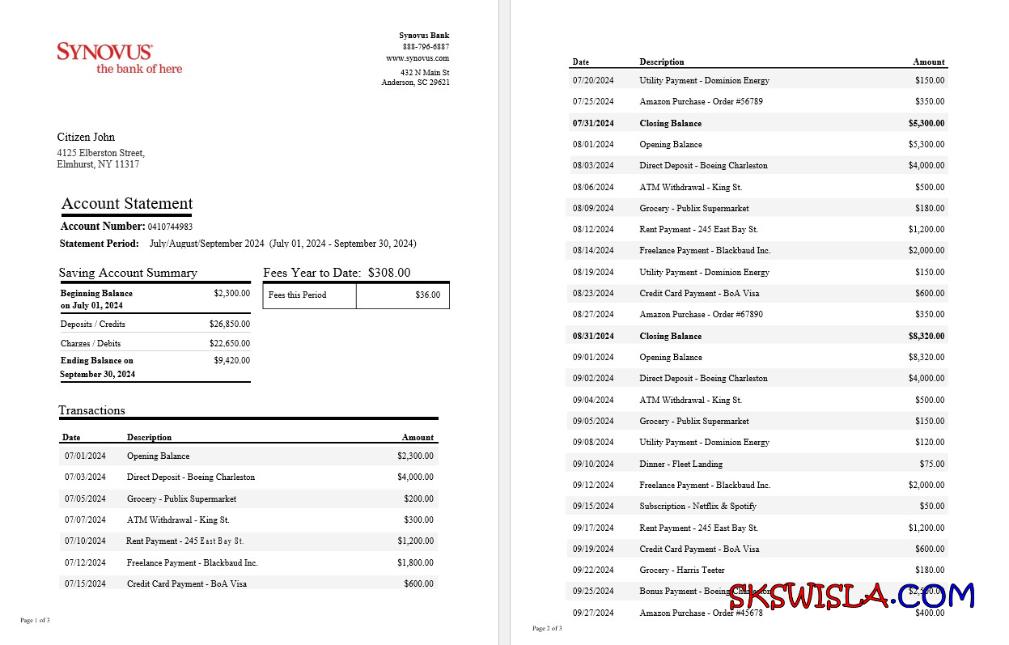 SYNOVUS
the bank of here
Synovus Bank
888-796-6887
www.synovus.com
432 N Main St
Anderson, SC 29621
Citizen John
4125 Elberston Street,
Elmhurst, NY 11317
Account Statement
Account Number: 0410744983
Statement Period: July/August/September 2024 (July 01, 2024 - September 30, 2024)
Saving Account Summary
Beginning Balance $2,300.00
on July 01, 2024
Deposits / Credits $26,850.00
Charges / Debits $22,650.00
Ending Balance on $9,420.00
September 30, 2024
Fees Year to Date: $308.00
Fees this Period $36.00
Transactions
Date Description Amount
07/01/2024 Opening Balance $2,300.00
07/03/2024 Direct Deposit - Boeing Charleston $4,000.00
07/05/2024 Grocery - Publix Supermarket $200.00
07/07/2024 ATM Withdrawal - King St. $300.00
07/10/2024 Rent Payment - 245 East Bay St. $1,200.00
07/12/2024 Freelance Payment - Blackbaud Inc. $1,800.00
07/15/2024 Credit Card Payment - BoA Visa $600.00
Page 1 of 3
Date Description Amount
07/20/2024 Utility Payment - Dominion Energy $150.00
07/25/2024 Amazon Purchase - Order #56789 $350.00
07/31/2024 Closing Balance $5,300.00
08/01/2024 Opening Balance $5,300.00
08/03/2024 Direct Deposit - Boeing Charleston $4,000.00
08/06/2024 ATM Withdrawal - King St. $500.00
08/09/2024 Grocery - Publix Supermarket $180.00
08/12/2024 Rent Payment - 245 East Bay St. $1,200.00
08/14/2024 Freelance Payment - Blackbaud Inc. $2,000.00
08/19/2024 Utility Payment - Dominion Energy $150.00
08/23/2024 Credit Card Payment - BoA Visa $600.00
08/27/2024 Amazon Purchase - Order #67890 $350.00
08/31/2024 Closing Balance $8,320.00
09/01/2024 Opening Balance $8,320.00
09/02/2024 Direct Deposit - Boeing Charleston $4,000.00
09/04/2024 ATM Withdrawal - King St. $500.00
09/05/2024 Grocery - Publix Supermarket $150.00
09/08/2024 Utility Payment - Dominion Energy $120.00
09/10/2024 Dinner - Fleet Landing $75.00
09/12/2024 Freelance Payment - Blackbaud Inc. $2,000.00
09/15/2024 Subscription - Netflix & Spotify $50.00
09/17/2024 Rent Payment - 245 East Bay St. $1,200.00
09/19/2024 Credit Card Payment - BoA Visa $600.00
09/22/2024 Grocery - Harris Teeter $180.00
09/25/2024 Bonus Payment - Boeing Charleston
SKSWISLA.COM
09/27/2024 Amazon Purchase - Order #45678 $400.00
Page 2 of 3